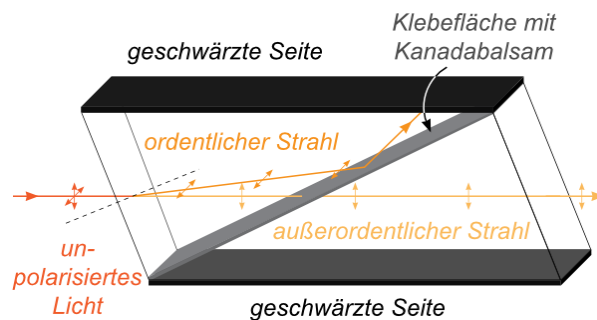 Klebefläche mit
Kanadabalsam
geschwärzte Seite
ordentlicher Strahl
außerordentlicher Strahl
un-
polarisiertes
Licht
geschwärzte Seite